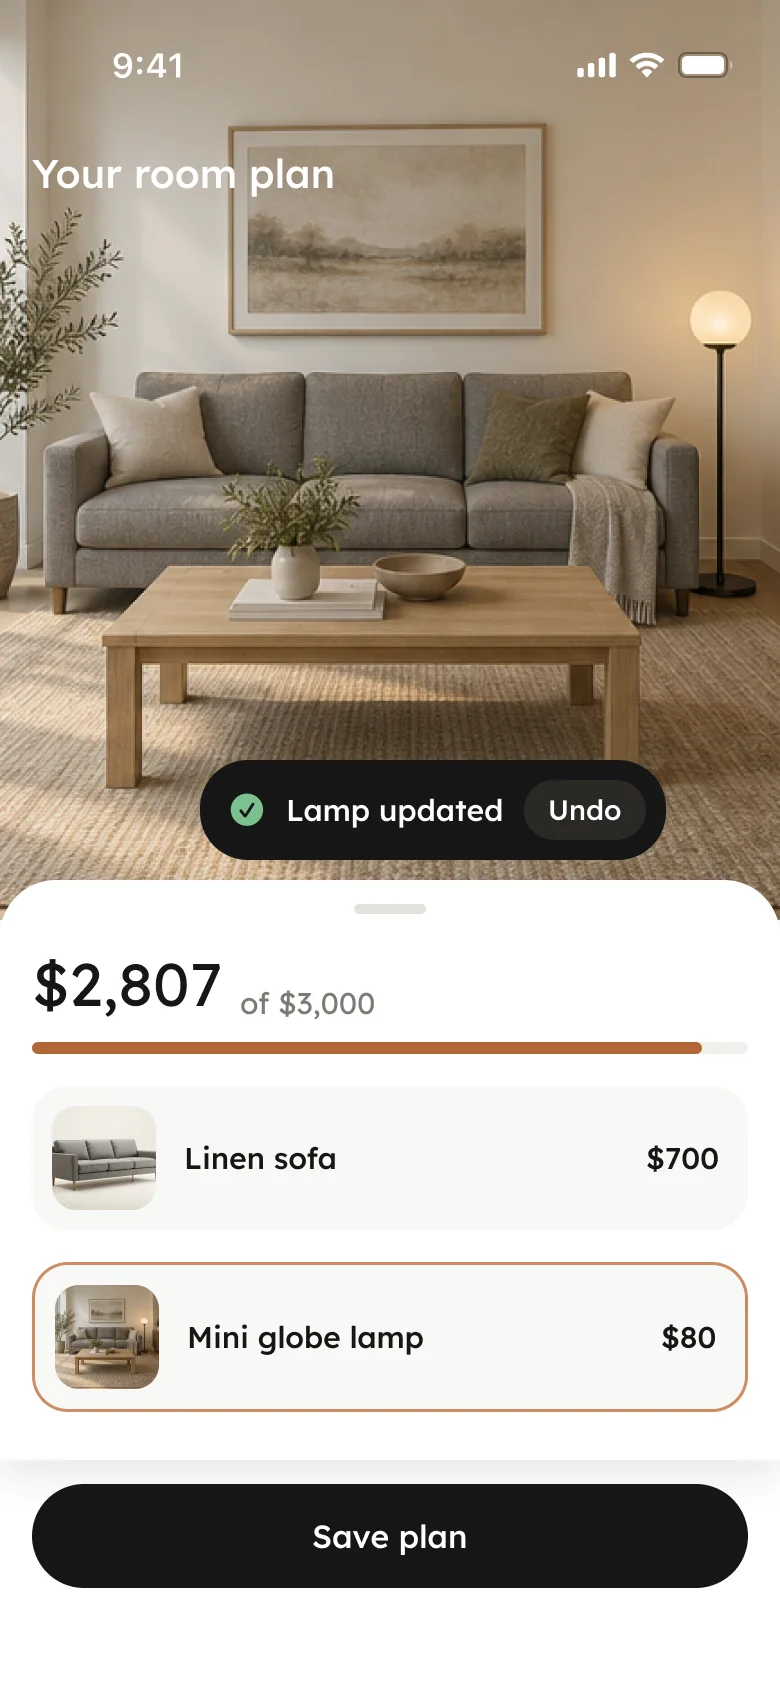 9:41
Your room plan
Lamp updated Undo
$2,807 of $3,000
Linen sofa $700
Mini globe lamp $80
Save plan